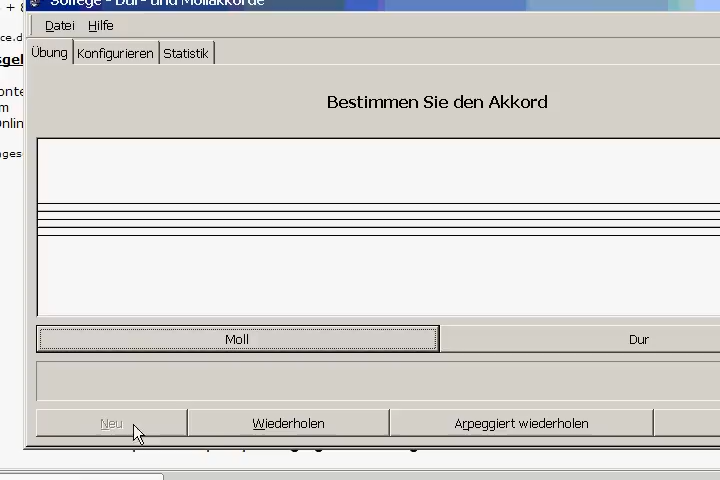 Solfege - Dur- und Mollakkorde
Datei Hilfe
Übung Konfigurieren Statistik
Bestimmen Sie den Akkord
Moll Dur
Neu Wiederholen Arpeggiert wiederholen